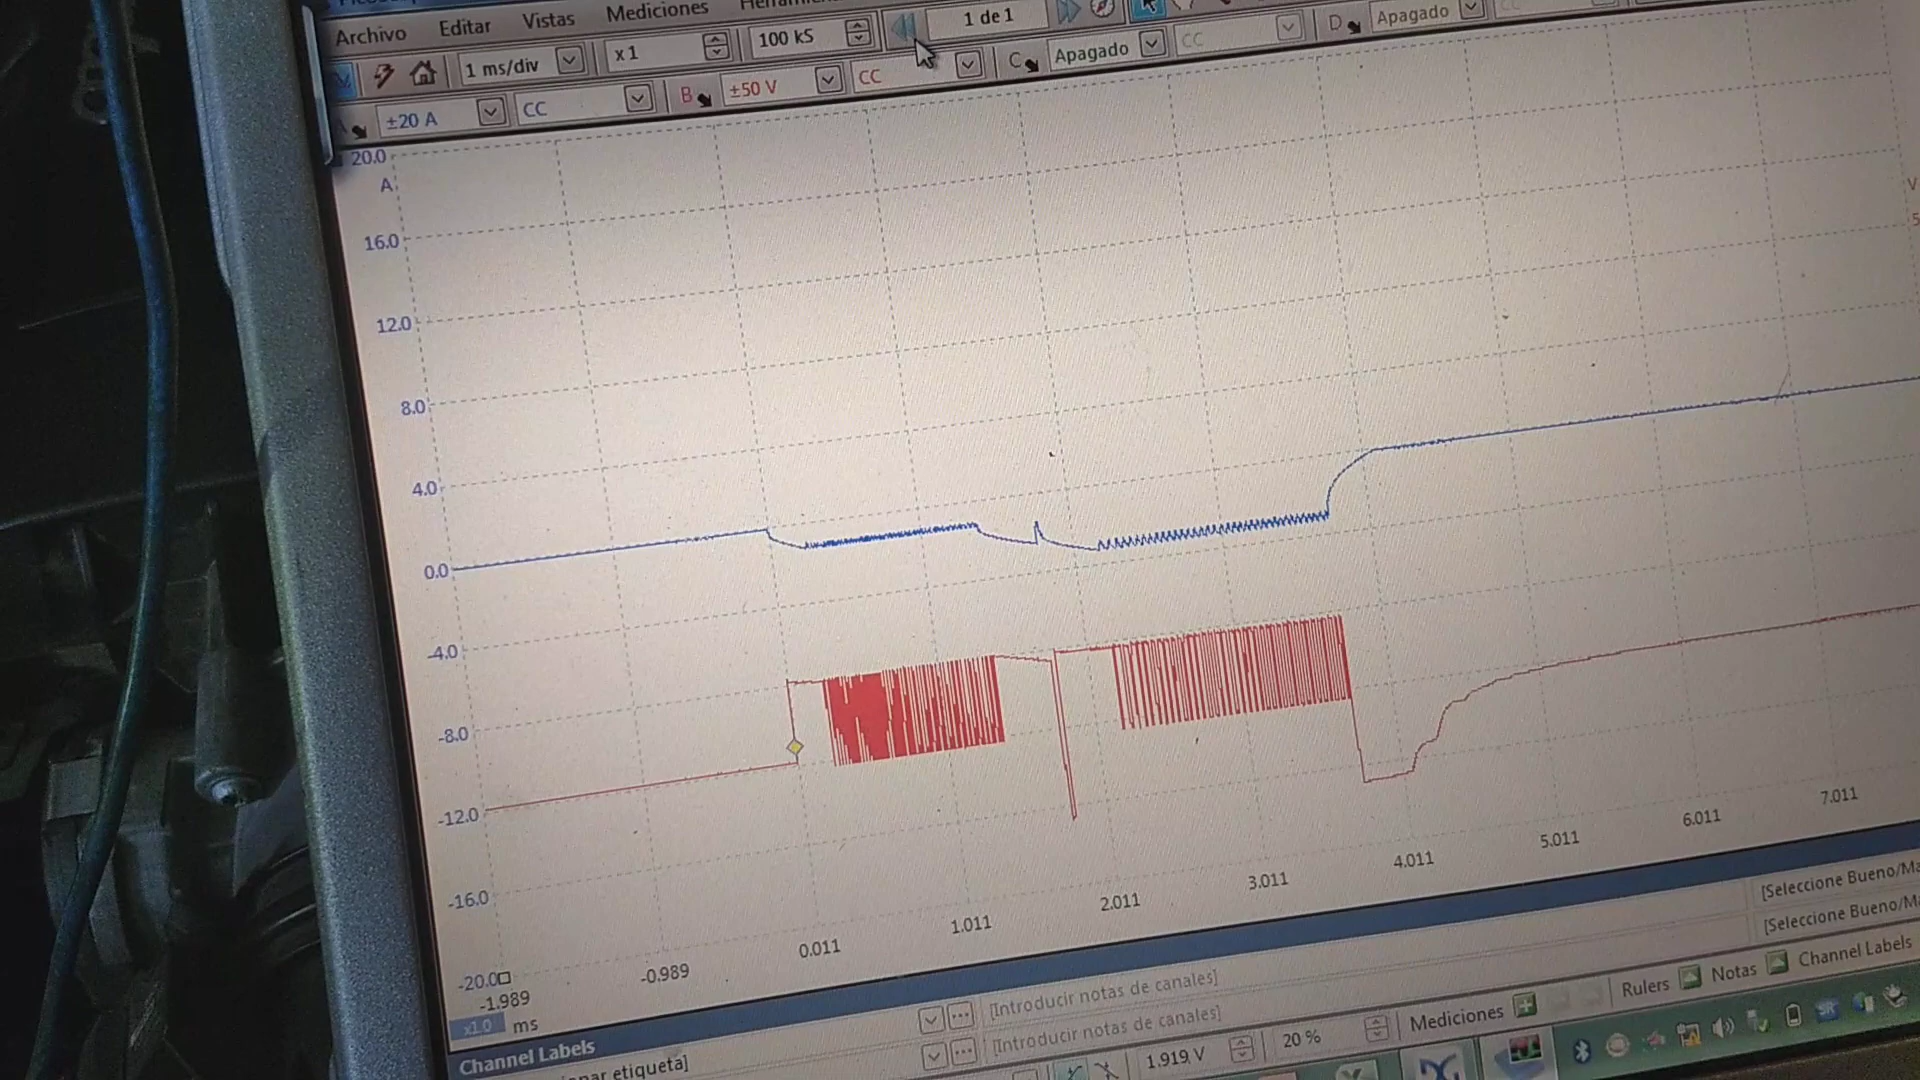 Archivo Editar Vistas Mediciones
1 ms/div x 1 100 kS 1 de 1
±20 A CC B ±50 V CC C Apagado CC D Apagado
20.0
A
16.0
12.0
8.0
4.0
0.0
-4.0
-8.0
-12.0
-16.0
-20.0
-1.989 -0.989 0.011 1.011 2.011 3.011 4.011 5.011 6.011 7.011
x1.0 ms
V
[Seleccione Bueno/Ma
[Seleccione Bueno/Ma
Channel Labels
[Introducir notas de canales]
[Introducir notas de canales]
etiqueta]
1.919 V 20 % Mediciones Rulers Notas Channel Labels